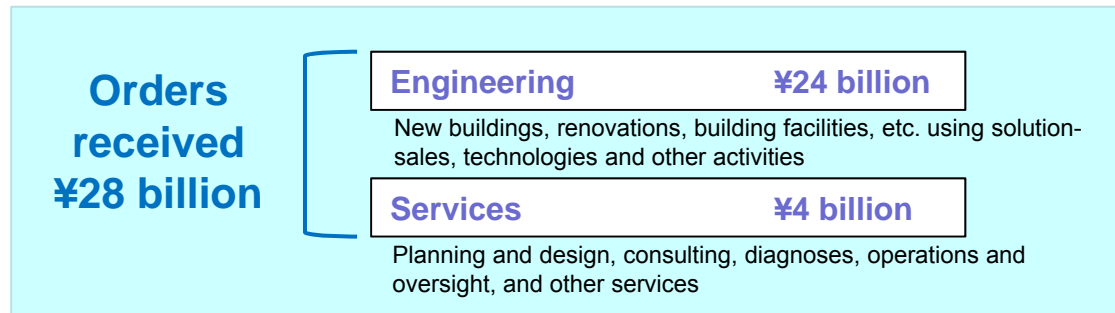 Orders
received
¥28 billion
Engineering ¥24 billion
New buildings, renovations, building facilities, etc. using solution-
sales, technologies and other activities
Services ¥4 billion
Planning and design, consulting, diagnoses, operations and
oversight, and other services